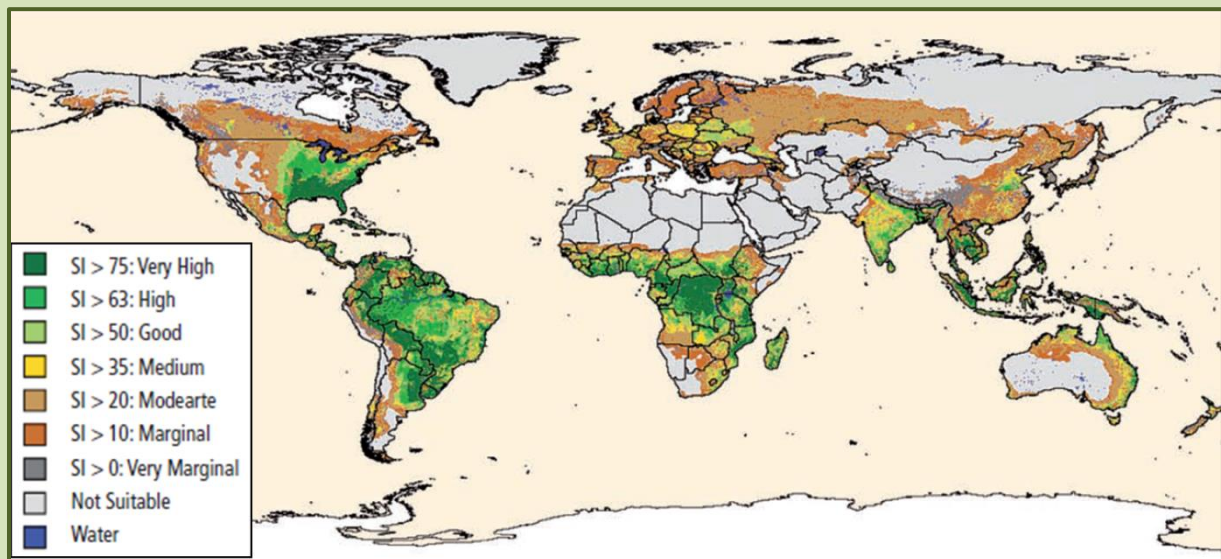 SI > 75: Very High
SI > 63: High
SI > 50: Good
SI > 35: Medium
SI > 20: Modearte
SI > 10: Marginal
SI > 0: Very Marginal
Not Suitable
Water